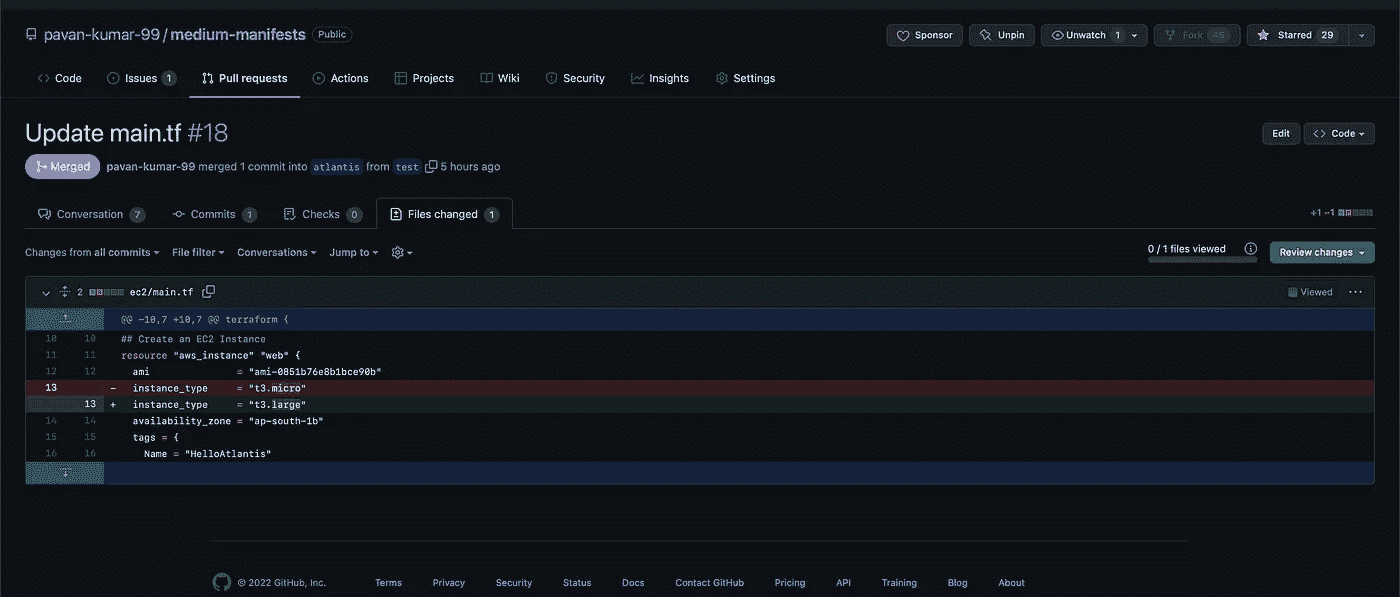 pavan-kumar-99 / medium-manifests Public
Sponsor Unpin Unwatch 1 Fork 46 Starred 29
Code Issues 1 Pull requests Actions Projects Wiki Security Insights Settings
Update main.tf #18
Edit Code
Merged pavan-kumar-99 merged 1 commit into atlantis from test 5 hours ago
Conversation 7 Commits 1 Checks 0 Files changed 1
+1 −1
Changes from all commits File filter Conversations Jump to
0 / 1 files viewed Review changes
2 ec2/main.tf Viewed
@@ -10,7 +10,7 @@ terraform {
10 10 ## Create an EC2 Instance
11 11 resource "aws_instance" "web" {
12 12 ami = "ami-0851b76e8b1bce90b"
13 - instance_type = "t3.micro"
13 + instance_type = "t3.large"
14 14 availability_zone = "ap-south-1b"
15 15 tags = {
16 16 Name = "HelloAtlantis"
© 2022 GitHub, Inc. Terms Privacy Security Status Docs Contact GitHub Pricing API Training Blog About